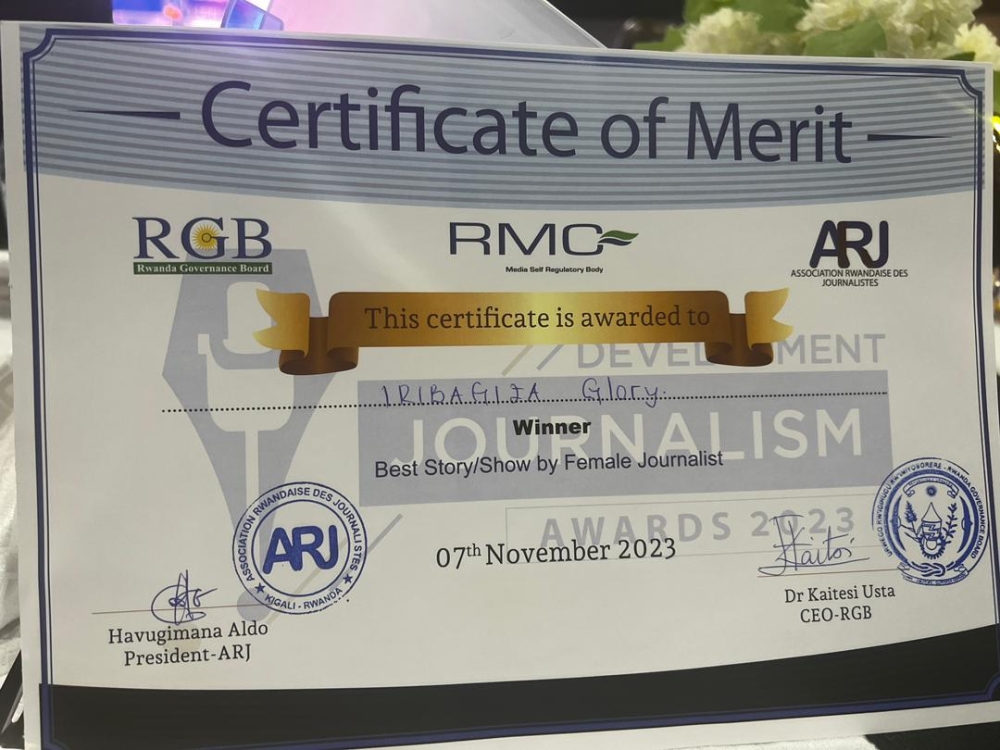 Certificate of Merit
RGB
Rwanda Governance Board
RMC
Media Self Regulatory Body
ARJ
ASSOCIATION RWANDAISE DES
JOURNALISTES
This certificate is awarded to
DEVEL MENT
IRIBAGIZA Glory.
Winner
JOURNALISM
Best Story/Show by Female Journalist
AWARDS 2023
07th November 2023
ASSOCIATION RWANDAISE DES JOURNALISTES
ARJ
KIGALI - RWANDA
Havugimana Aldo
President-ARJ
Dr Kaitesi Usta
CEO-RGB